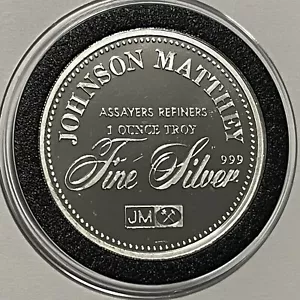 JOHNSON MATTHEY
ASSAYERS REFINERS
1 OUNCE TROY
Fine Silver 999
JM